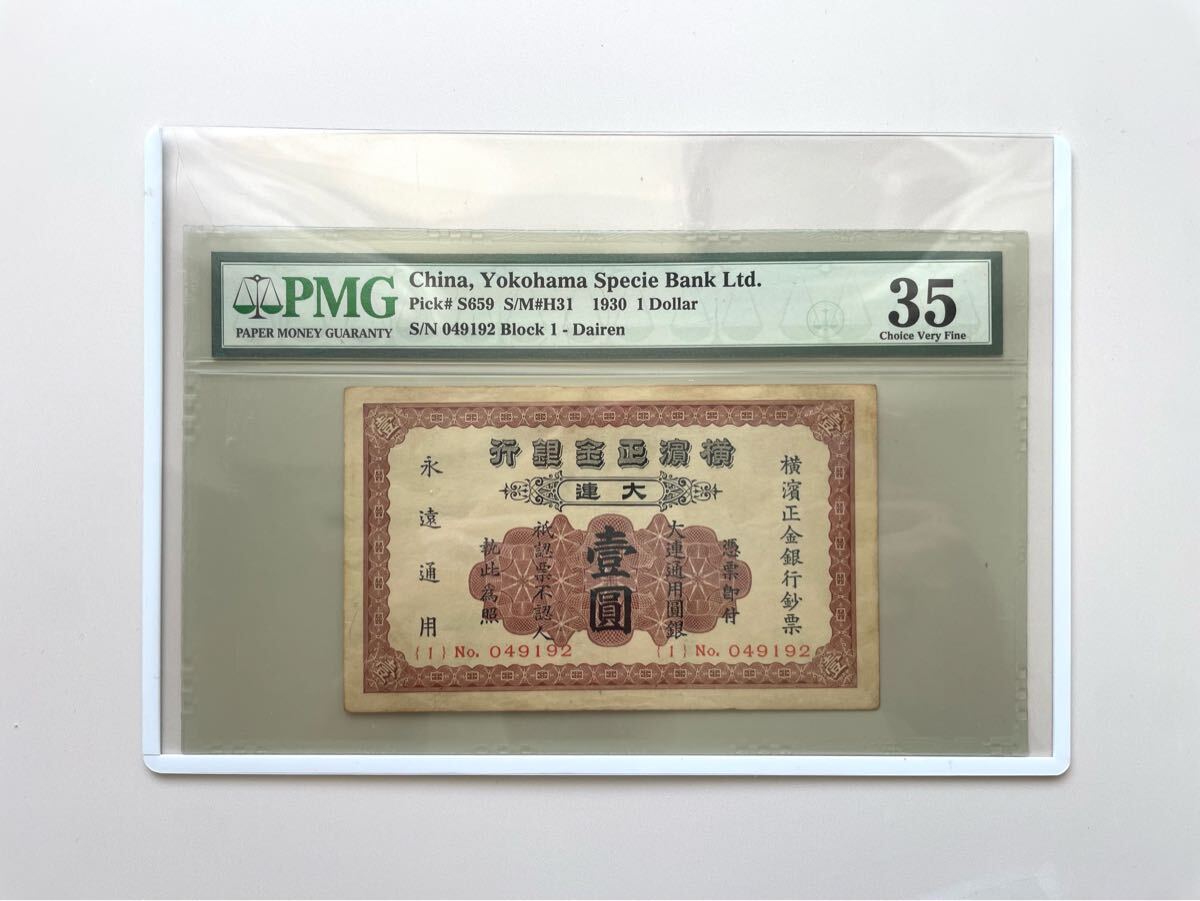 PMG
PAPER MONEY GUARANTY
China, Yokohama Specie Bank Ltd.
Pick# S659 S/M#H31 1930 1 Dollar
S/N 049192 Block 1 - Dairen
35
Choice Very Fine
橫濱正金銀行
大連
橫濱正金銀行鈔票
憑票即付
大連通用圓銀
壹圓
祇認票不認人
執此為照
永遠通用
{1} No. 049192
{1} No. 049192
壹
壹
壹
壹